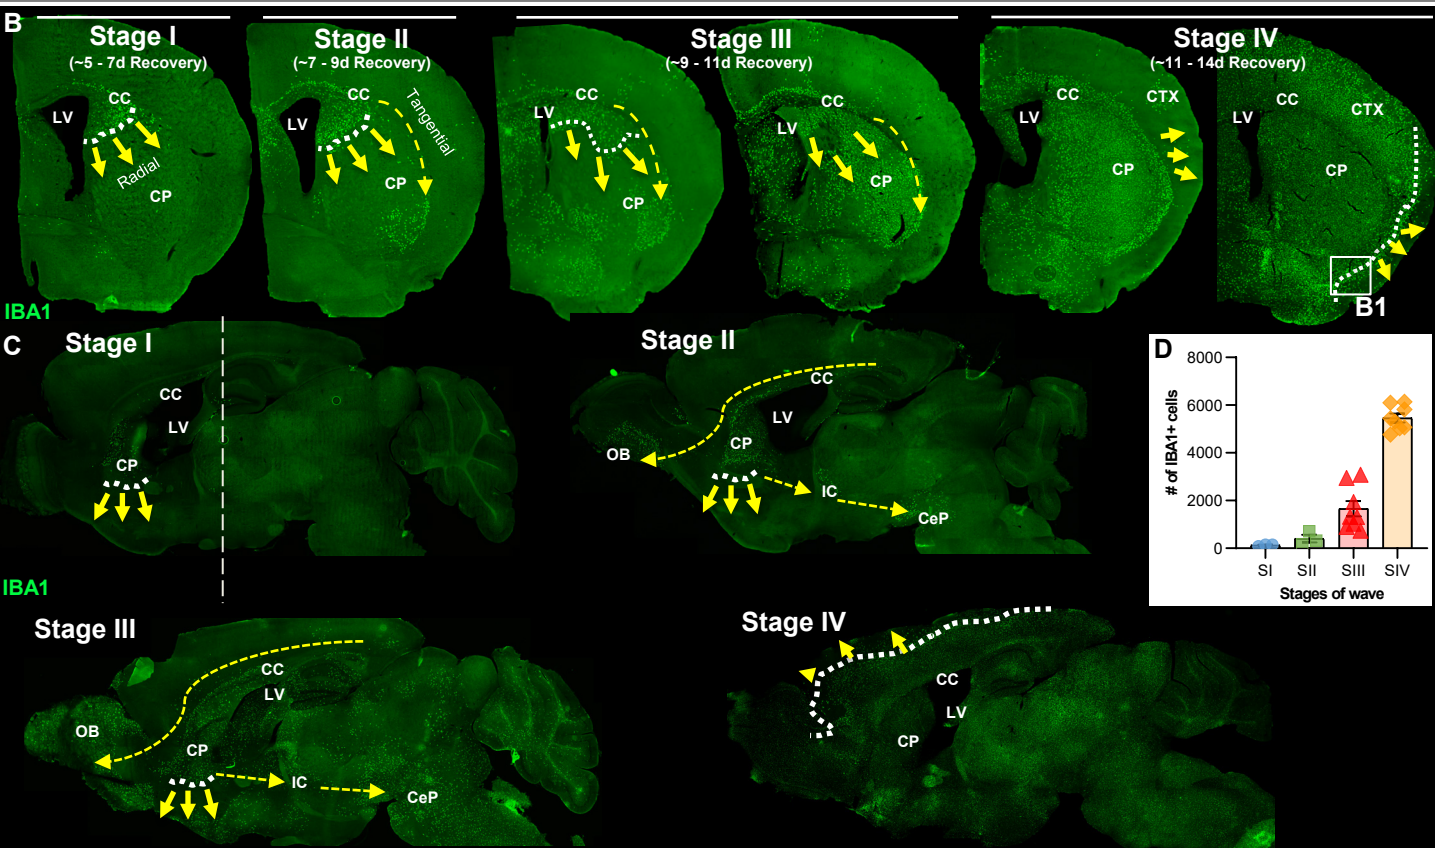 B
Stage I
(~5 - 7d Recovery)
CC
LV
Radial
CP
Stage II
(~7 - 9d Recovery)
CC
Tangential
LV
CP
Stage III
(~9 - 11d Recovery)
CC
LV
CP
CC
LV
CP
Stage IV
(~11 - 14d Recovery)
CC
CTX
LV
CP
CC
CTX
LV
CP
B1
IBA1
C
Stage I
CC
LV
CP
Stage II
CC
LV
CP
OB
IC
CeP
D
8000
6000
4000
2000
0
# of IBA1+ cells
SI SII SIII SIV
Stages of wave
IBA1
Stage III
CC
LV
OB
CP
IC
CeP
Stage IV
CC
LV
CP